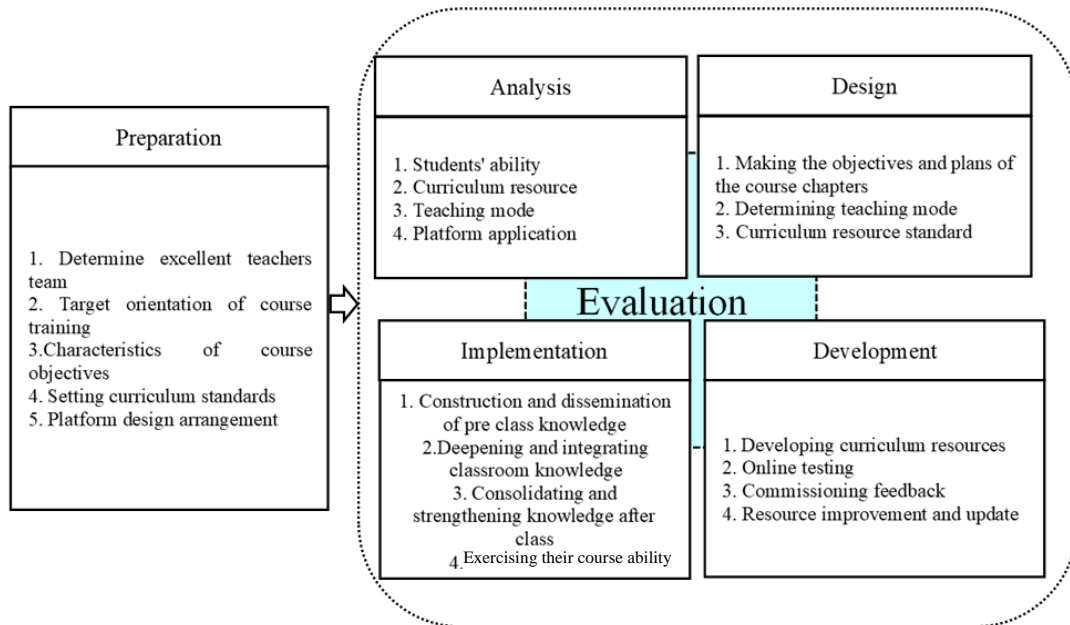 Preparation
1. Determine excellent teachers
team
2. Target orientation of course
training
3.Characteristics of course
objectives
4. Setting curriculum standards
5. Platform design arrangement
Analysis
1. Students' ability
2. Curriculum resource
3. Teaching mode
4. Platform application
Design
1. Making the objectives and plans of
the course chapters
2. Determining teaching mode
3. Curriculum resource standard
Evaluation
Implementation
1. Construction and dissemination
of pre class knowledge
2.Deepening and integrating
classroom knowledge
3. Consolidating and
strengthening knowledge after
class
4.Exercising their course ability
Development
1. Developing curriculum resources
2. Online testing
3. Commissioning feedback
4. Resource improvement and update